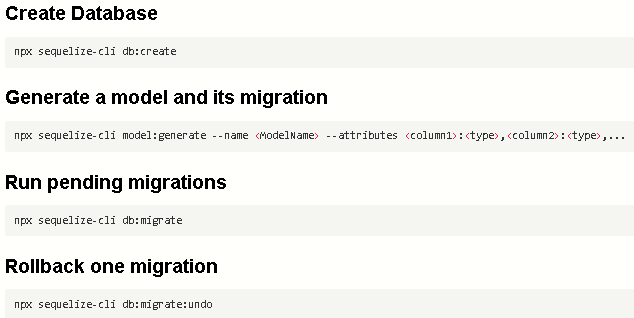 Create Database
npx sequelize-cli db:create
Generate a model and its migration
npx sequelize-cli model:generate --name <ModelName> --attributes <column1>:<type>,<column2>:<type>,...
Run pending migrations
npx sequelize-cli db:migrate
Rollback one migration
npx sequelize-cli db:migrate:undo